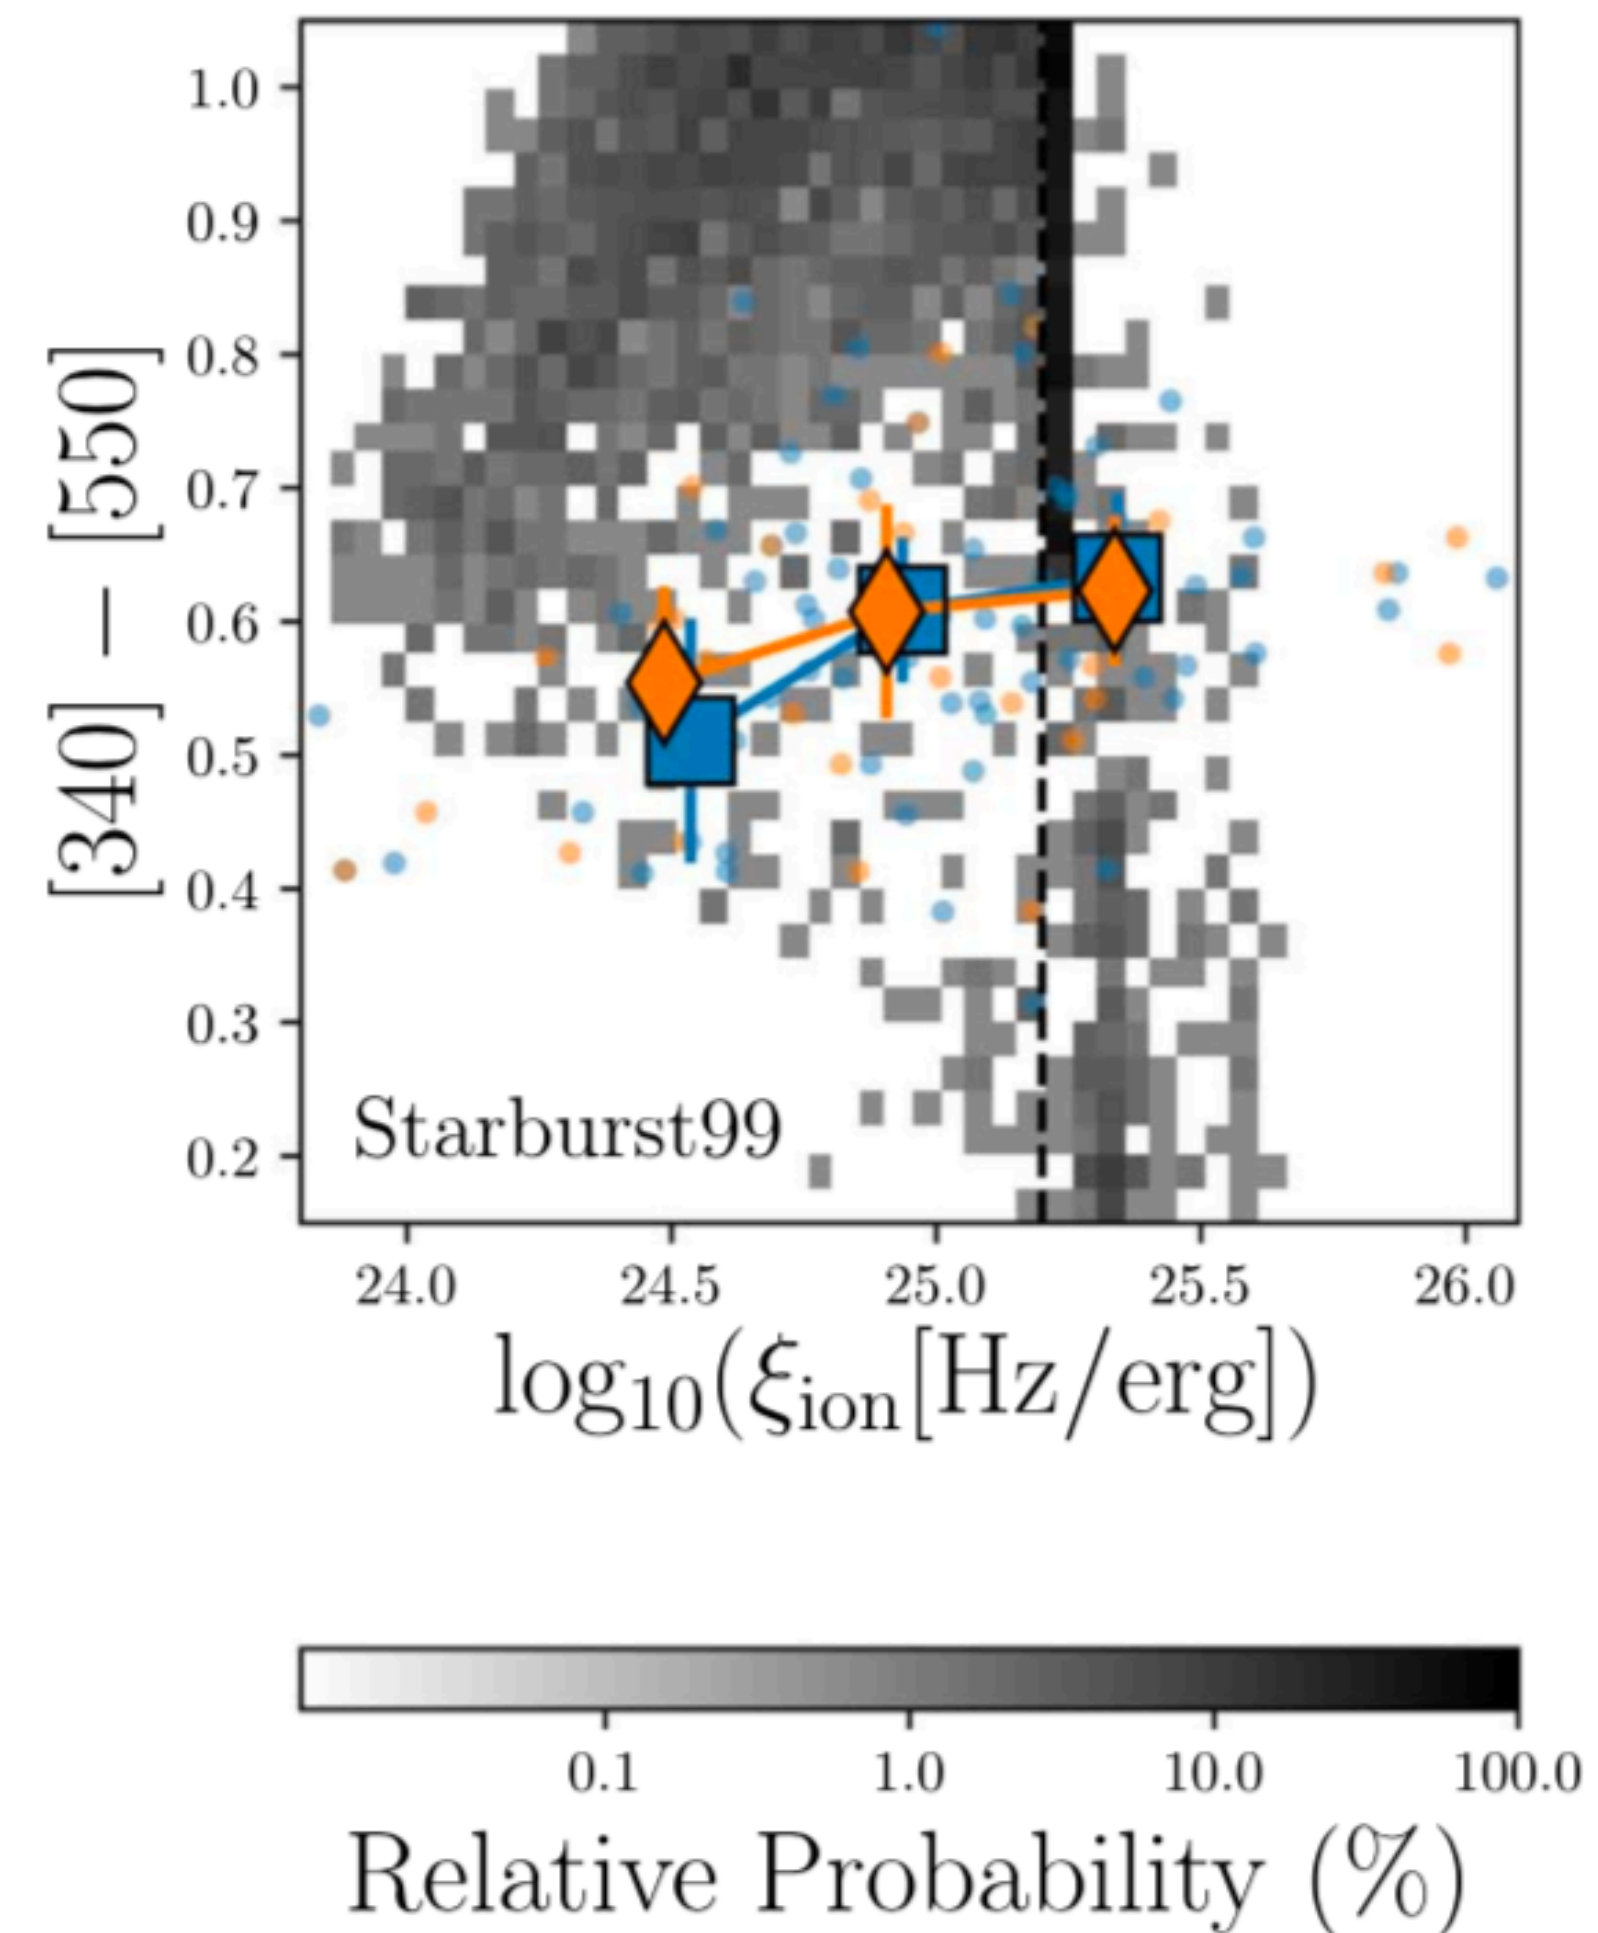 1.0
0.9
0.8
0.7
0.6
0.5
0.4
0.3
0.2
[340] − [550]
Starburst99
24.0 24.5 25.0 25.5 26.0
log₁₀(ξᵢₒₙ[Hz/erg])
0.1 1.0 10.0 100.0
Relative Probability (%)